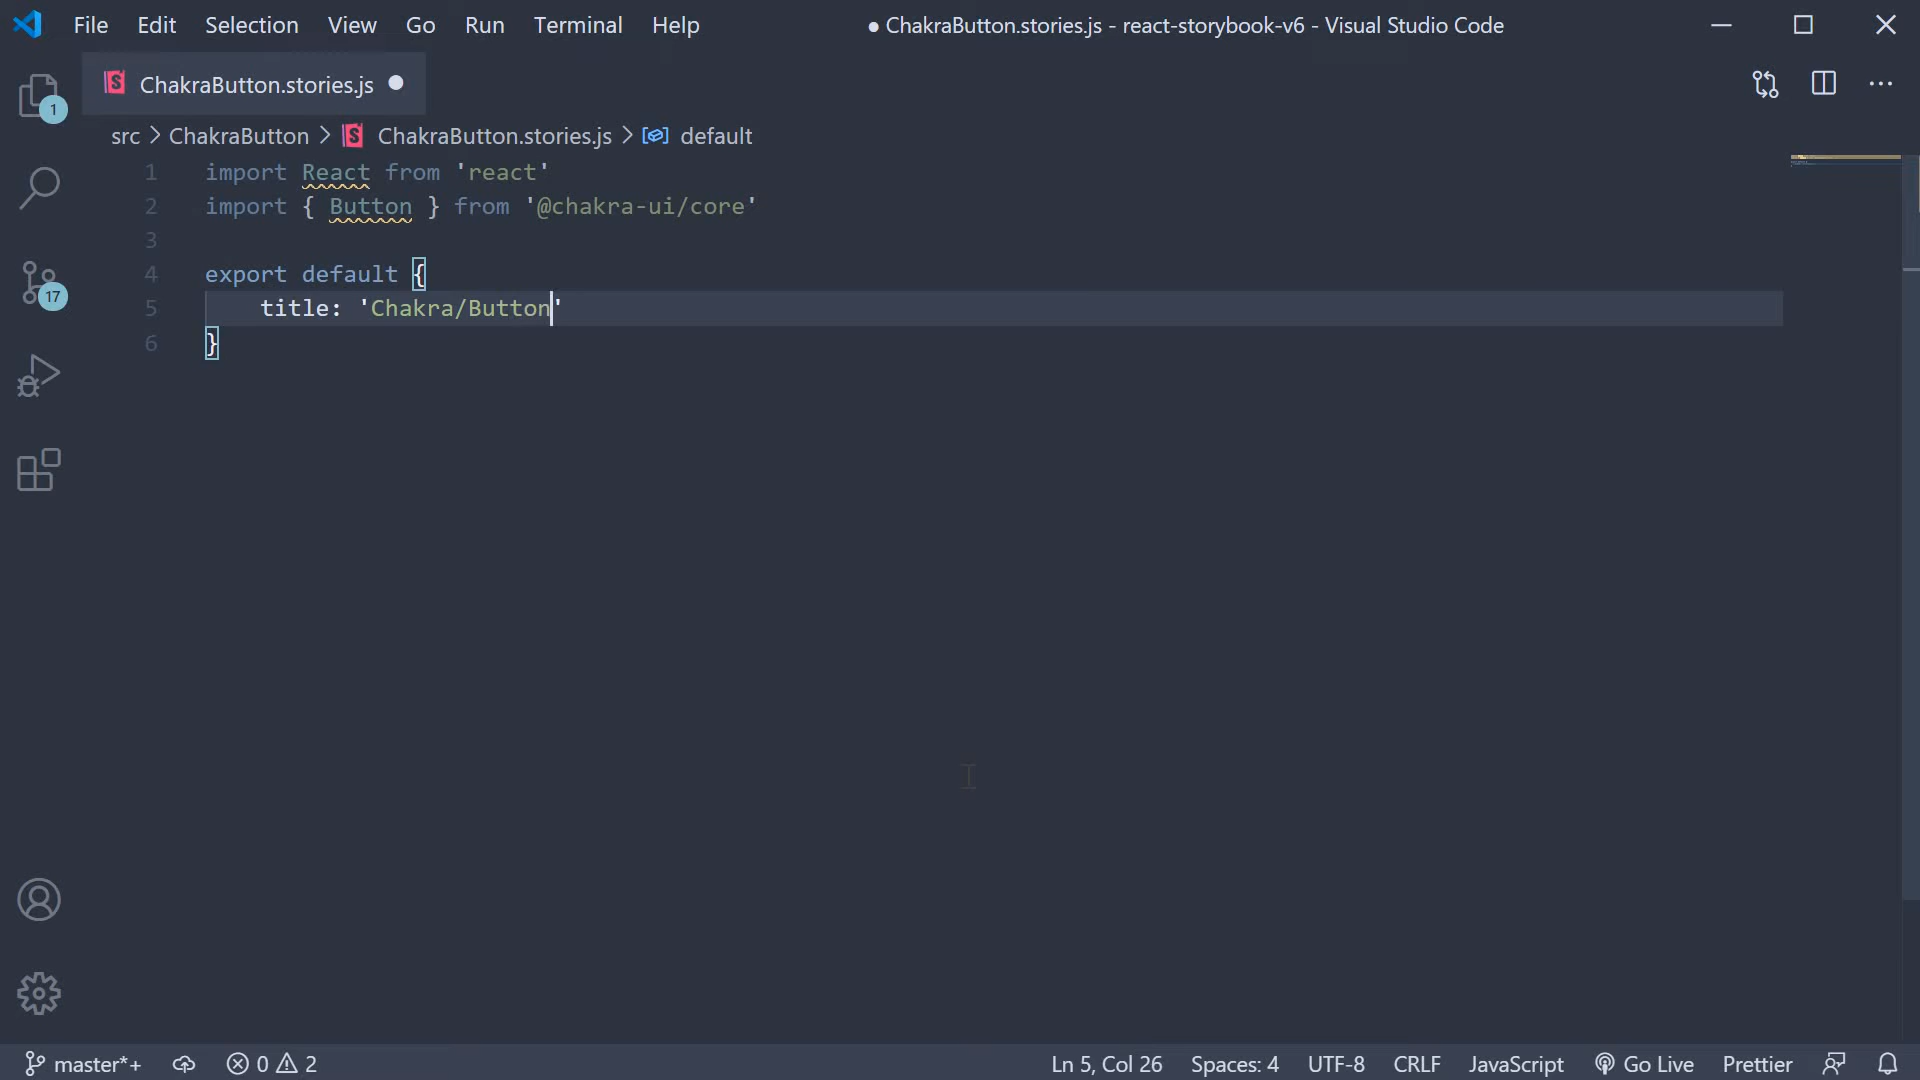 File Edit Selection View Go Run Terminal Help ● ChakraButton.stories.js - react-storybook-v6 - Visual Studio Code
ChakraButton.stories.js
1
src > ChakraButton > ChakraButton.stories.js > default
1 import React from 'react'
2 import { Button } from '@chakra-ui/core'
3
4 export default {
17
5 title: 'Chakra/Button'
6 }
master*+ 0 2 Ln 5, Col 26 Spaces: 4 UTF-8 CRLF JavaScript Go Live Prettier